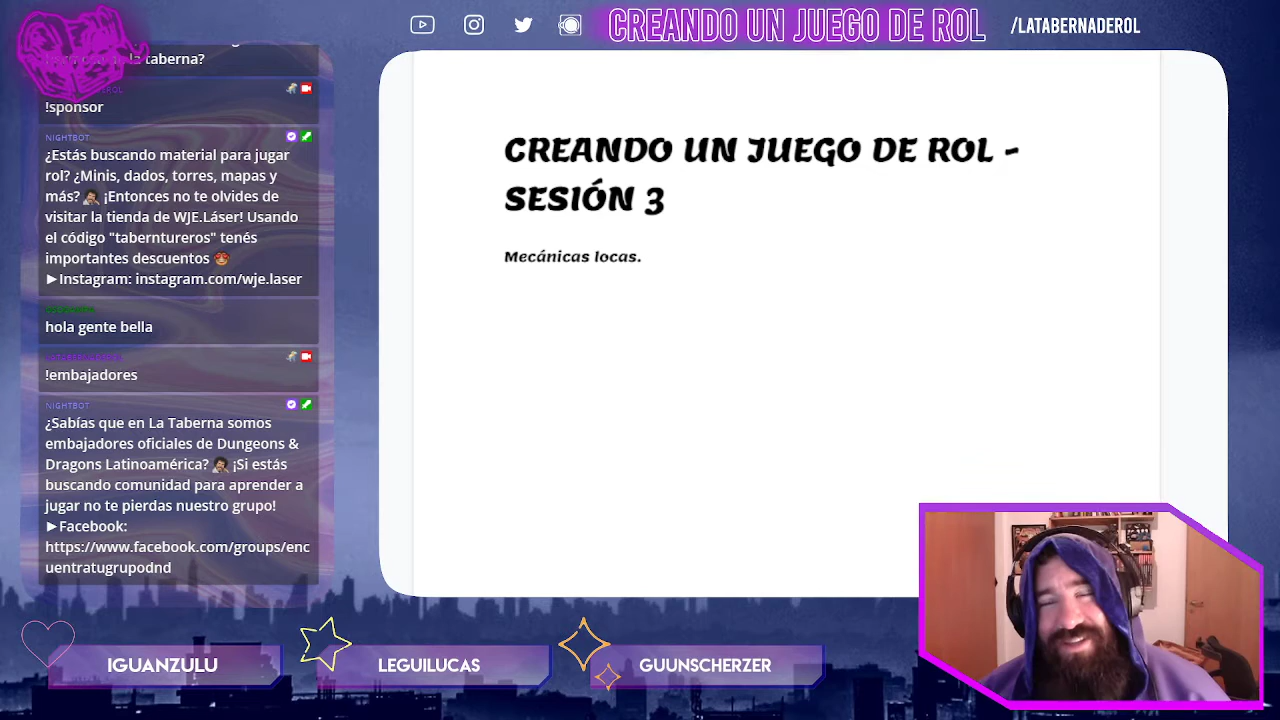 CREANDO UN JUEGO DE ROL
/LATABERNADEROL
la taberna?
!sponsor
NIGHTBOT
¿Estás buscando material para jugar
rol? ¿Minis, dados, torres, mapas y
más? ¡Entonces no te olvides de
visitar la tienda de WJE.Láser! Usando
el código "taberntureros" tenés
importantes descuentos
►Instagram: instagram.com/wje.laser
hola gente bella
!embajadores
NIGHTBOT
¿Sabías que en La Taberna somos
embajadores oficiales de Dungeons &
Dragons Latinoamérica? ¡Si estás
buscando comunidad para aprender a
jugar no te pierdas nuestro grupo!
►Facebook:
https://www.facebook.com/groups/enc
uentratugrupodnd
CREANDO UN JUEGO DE ROL -
SESIÓN 3
Mecánicas locas.
IGUANZULU
LEGUILUCAS
GUUNSCHERZER